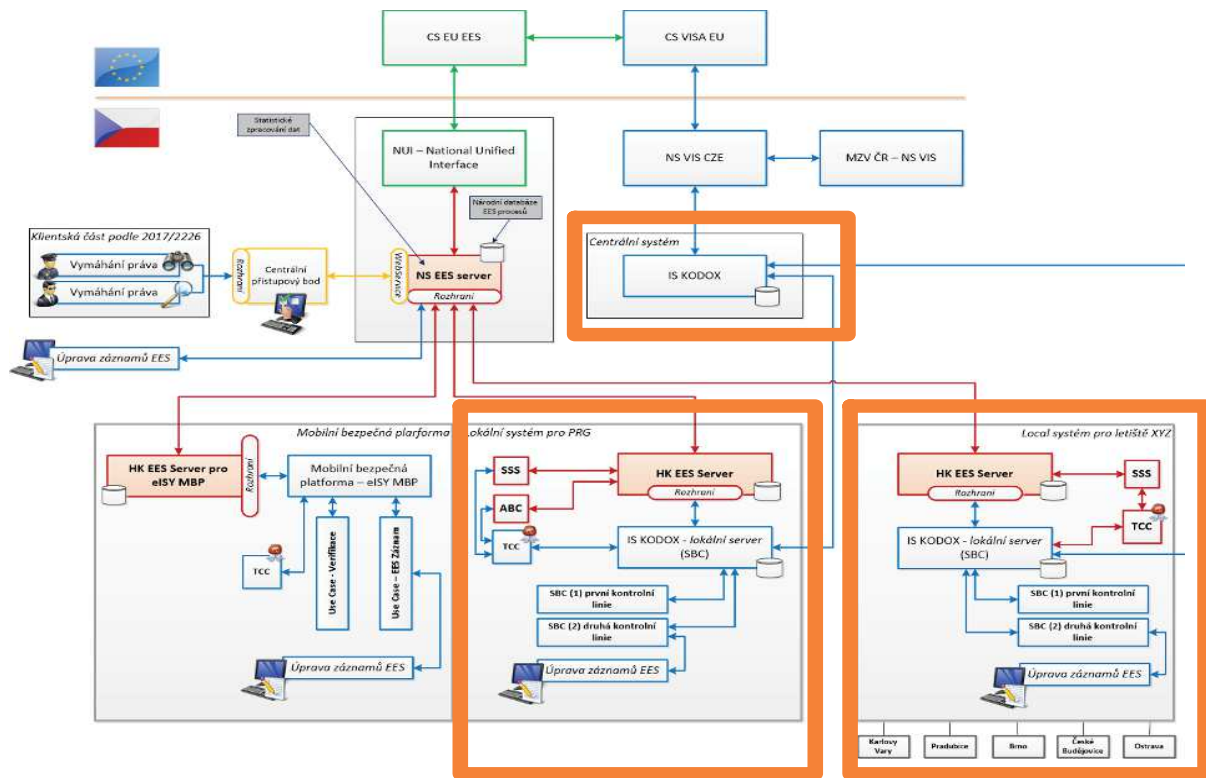 CS EU EES
CS VISA EU
Statistické
zpracování dat
NUI – National Unified
Interface
NS VIS CZE
MZV ČR – NS VIS
Národní databáze
EES procesů
Klientská část podle 2017/2226
Vymáhání práva
Vymáhání práva
Rozhraní
Centrální
přístupový bod
WebService
NS EES server
Rozhraní
Centrální systém
IS KODOX
Úprava záznamů EES
Mobilní bezpečná plarforma
Lokální systém pro PRG
Local systém pro letiště XYZ
HK EES Server pro
eISY MBP
Rozhraní
Mobilní bezpečná
platforma – eISY MBP
TCC
Use Case - Verifikace
Use Case – EES Záznam
Úprava záznamů EES
SSS
ABC
TCC
HK EES Server
Rozhraní
IS KODOX - lokální server
(SBC)
SBC (1) první kontrolní
linie
SBC (2) druhá kontrolní
linie
Úprava záznamů EES
HK EES Server
Rozhraní
SSS
TCC
IS KODOX - lokální server
(SBC)
SBC (1) první kontrolní
linie
SBC (2) druhá kontrolní
linie
Úprava záznamů EES
Karlovy
Vary
Pradubice
Brno
České
Budějovice
Ostrava